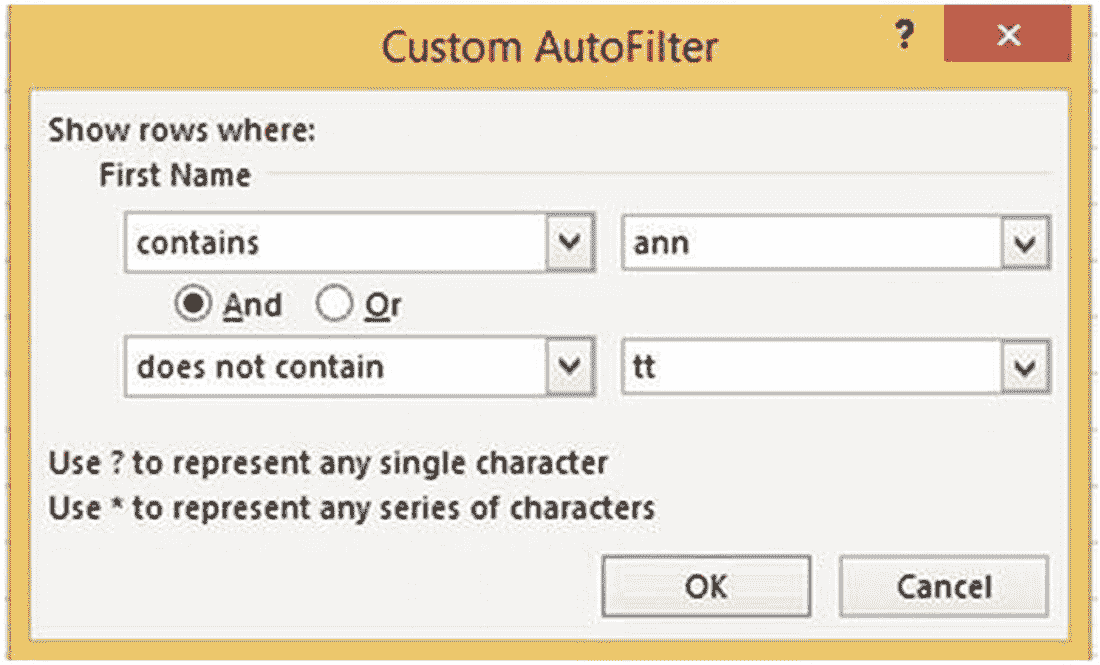 Custom AutoFilter ?
Show rows where:
First Name
contains ann
And Or
does not contain tt
Use ? to represent any single character
Use * to represent any series of characters
OK Cancel